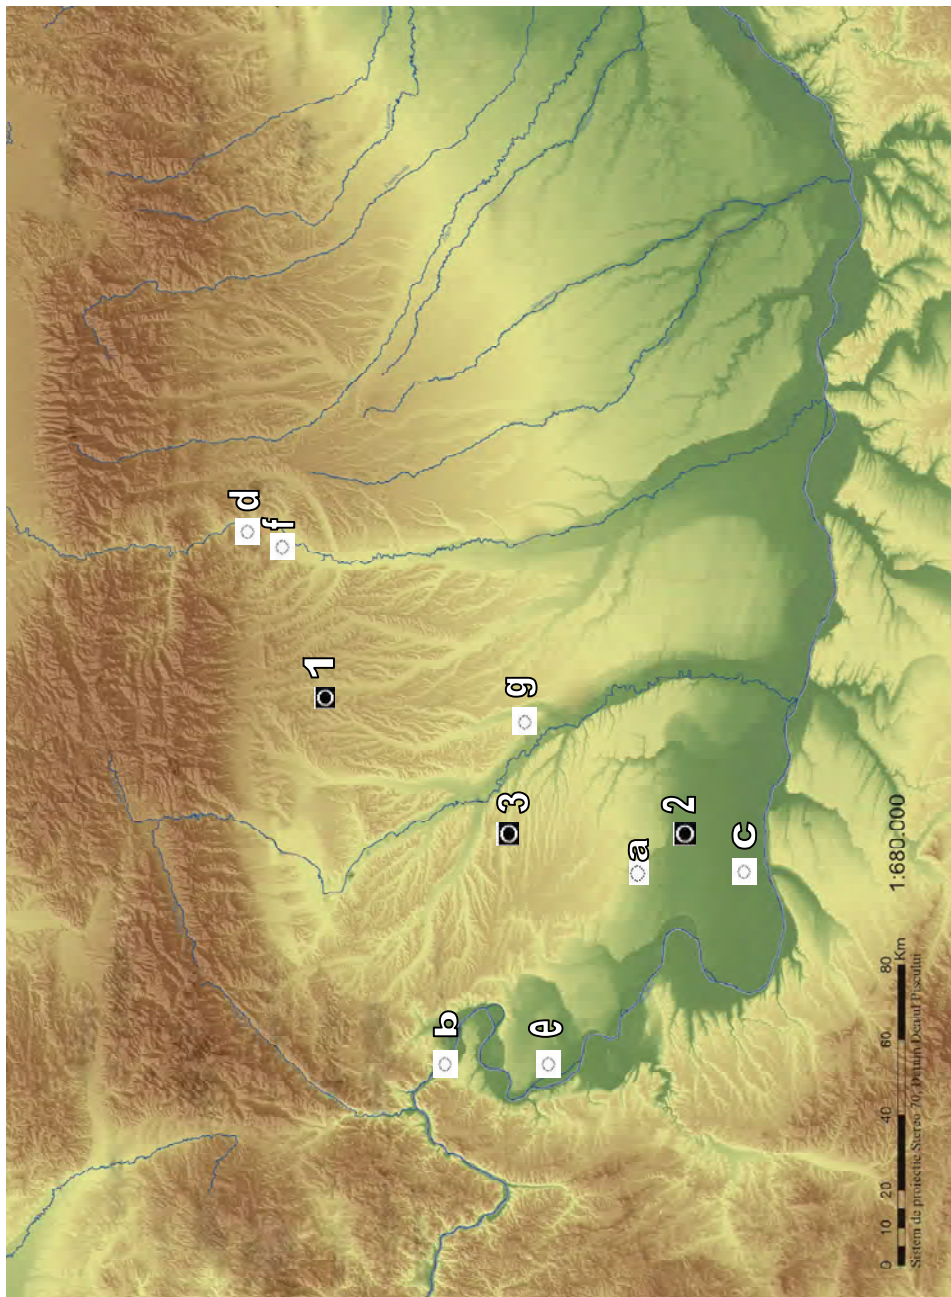 d
f
1
b
3
g
e
a
2
c
1:680.000
0 10 20 40 60 80 Km
Sistem de proiectie Stereo 70, Datum Dealul Piscului